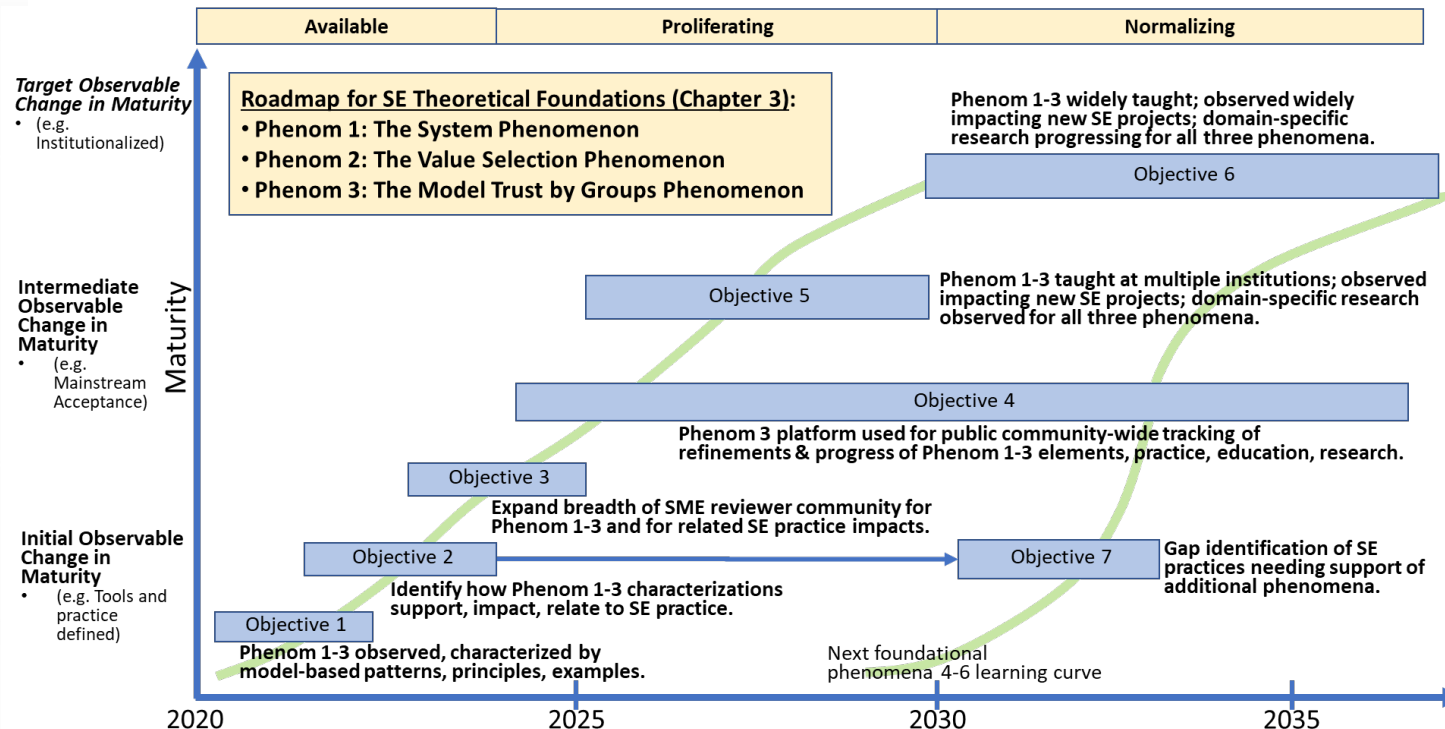 Available
Proliferating
Normalizing
Target Observable
Change in Maturity
• (e.g.
Institutionalized)
Roadmap for SE Theoretical Foundations (Chapter 3):
• Phenom 1: The System Phenomenon
• Phenom 2: The Value Selection Phenomenon
• Phenom 3: The Model Trust by Groups Phenomenon
Phenom 1-3 widely taught; observed widely
impacting new SE projects; domain-specific
research progressing for all three phenomena.
Objective 6
Intermediate
Observable
Change in
Maturity
• (e.g.
Mainstream
Acceptance)
Maturity
Objective 5
Phenom 1-3 taught at multiple institutions; observed
impacting new SE projects; domain-specific research
observed for all three phenomena.
Objective 4
Phenom 3 platform used for public community-wide tracking of
refinements & progress of Phenom 1-3 elements, practice, education, research.
Objective 3
Expand breadth of SME reviewer community for
Phenom 1-3 and for related SE practice impacts.
Initial Observable
Change in
Maturity
• (e.g. Tools and
practice
defined)
Objective 2
Identify how Phenom 1-3 characterizations
support, impact, relate to SE practice.
Objective 7
Gap identification of SE
practices needing support of
additional phenomena.
Objective 1
Phenom 1-3 observed, characterized by
model-based patterns, principles, examples.
Next foundational
phenomena 4-6 learning curve
2020
2025
2030
2035